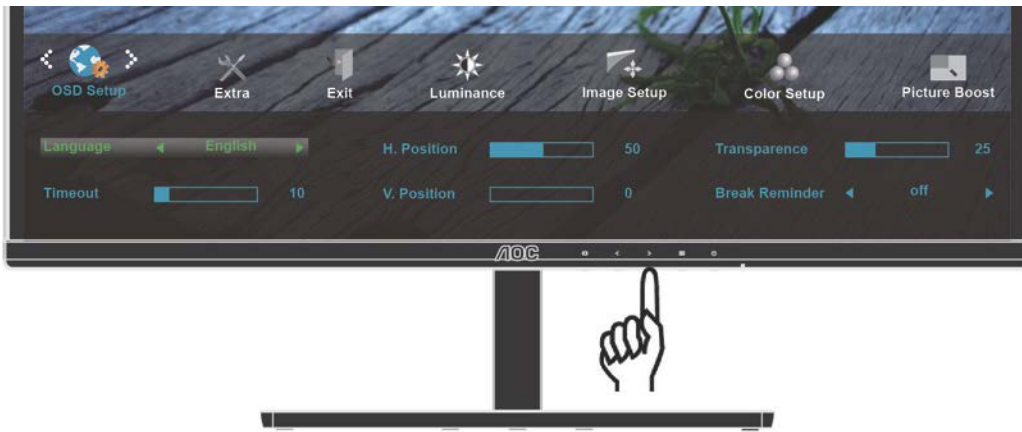 OSD Setup Extra Exit Luminance Image Setup Color Setup Picture Boost
Language English H. Position 50 Transparence 25
Timeout 10 V. Position 0 Break Reminder off
AOC